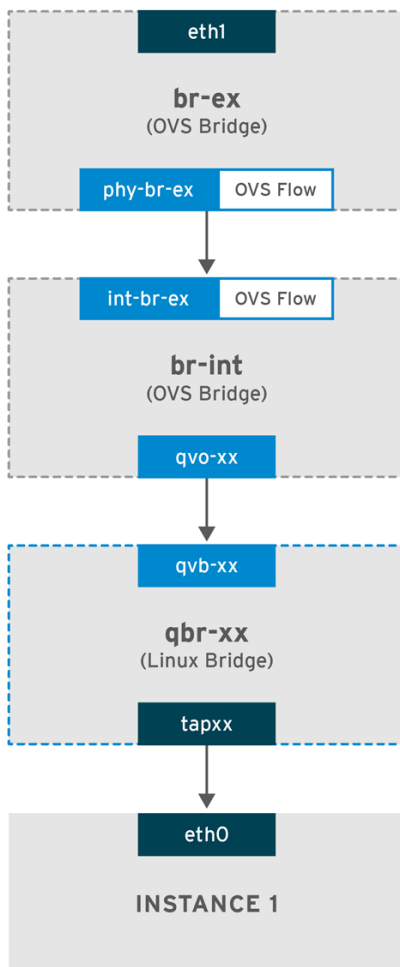 eth1
br-ex
(OVS Bridge)
phy-br-ex OVS Flow
int-br-ex OVS Flow
br-int
(OVS Bridge)
qvo-xx
qvb-xx
qbr-xx
(Linux Bridge)
tapxx
eth0
INSTANCE 1